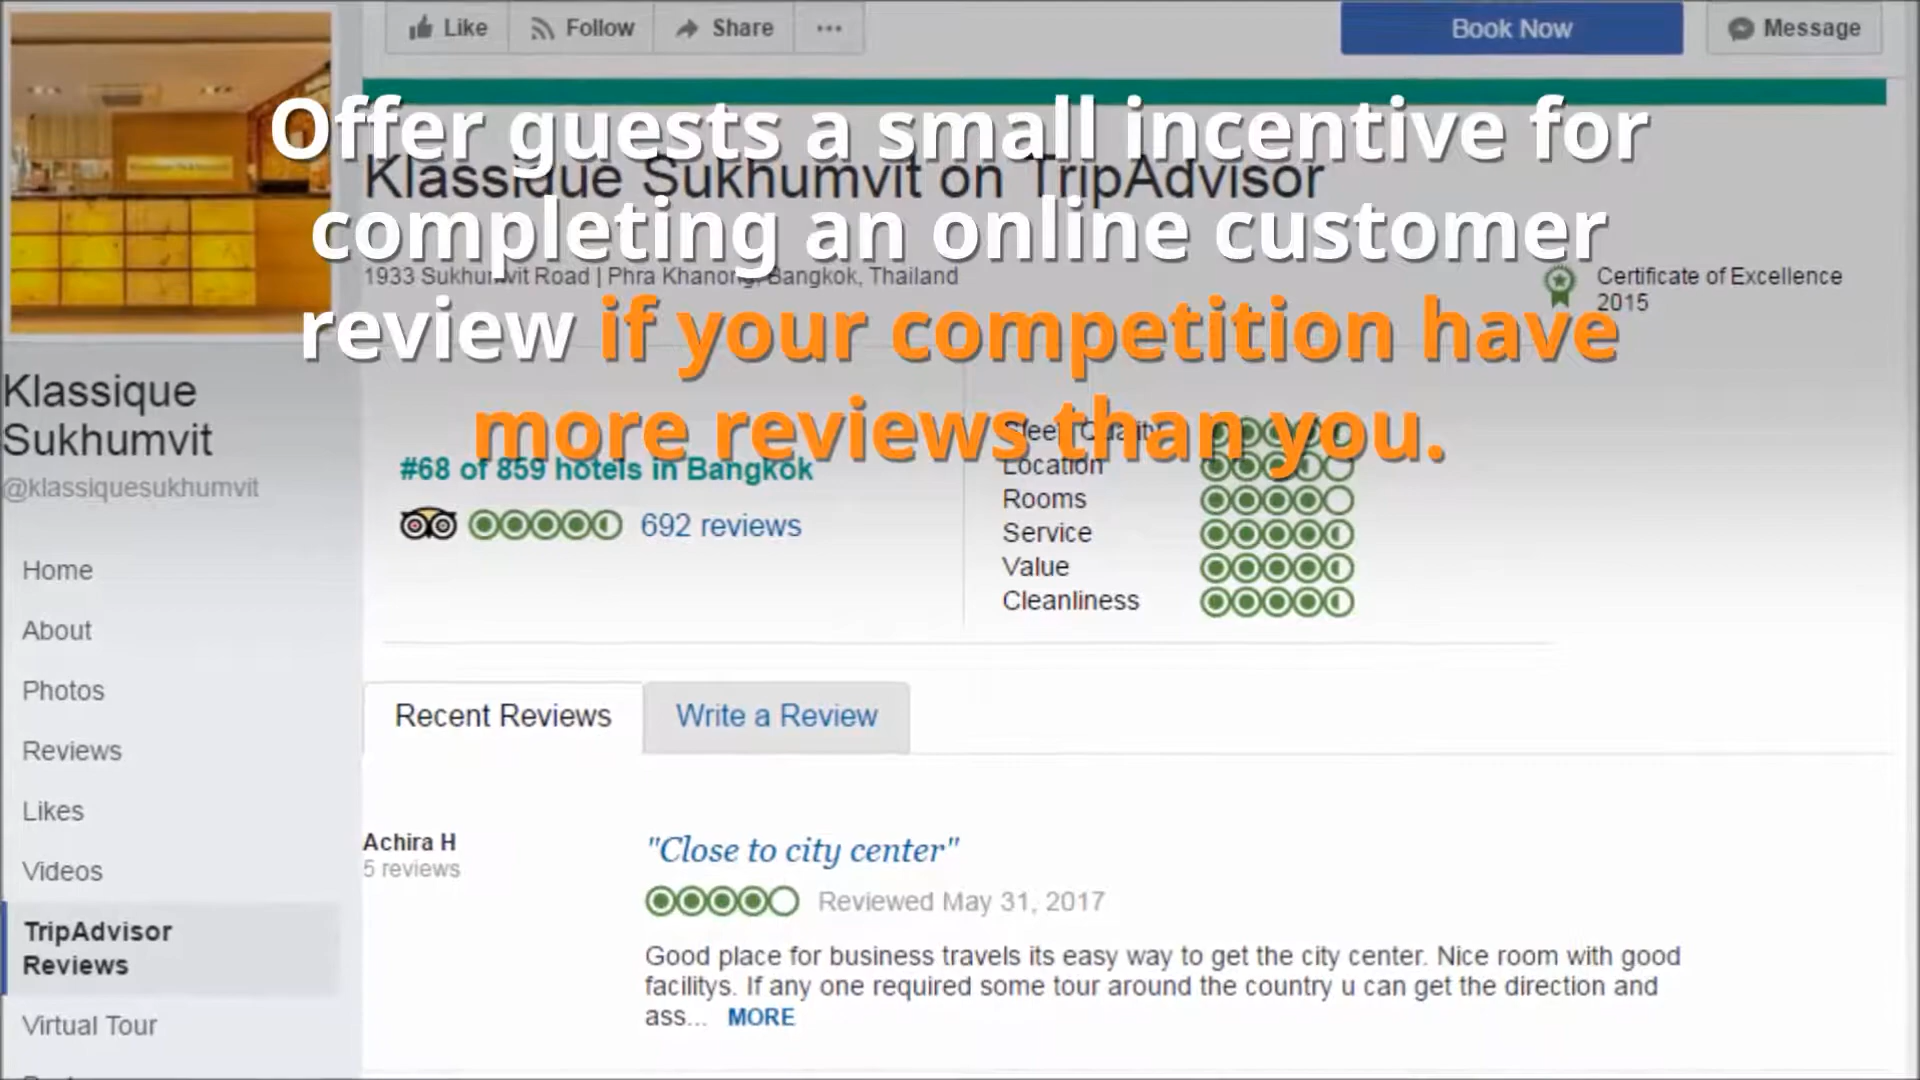 Like
Follow
Share
Book Now
Message
Offer guests a small incentive for
completing an online customer
review if your competition have
more reviews than you.
Klassique Sukhumvit on TripAdvisor
1933 Sukhumvit Road | Phra Khanong, Bangkok, Thailand
Certificate of Excellence
2015
Klassique
Sukhumvit
@klassiquesukhumvit
Home
About
Photos
Reviews
Likes
Videos
TripAdvisor
Reviews
Virtual Tour
#68 of 859 hotels in Bangkok
692 reviews
Sleep Quality
Location
Rooms
Service
Value
Cleanliness
Recent Reviews
Write a Review
Achira H
5 reviews
"Close to city center"
Reviewed May 31, 2017
Good place for business travels its easy way to get the city center. Nice room with good
facilitys. If any one required some tour around the country u can get the direction and
ass... MORE